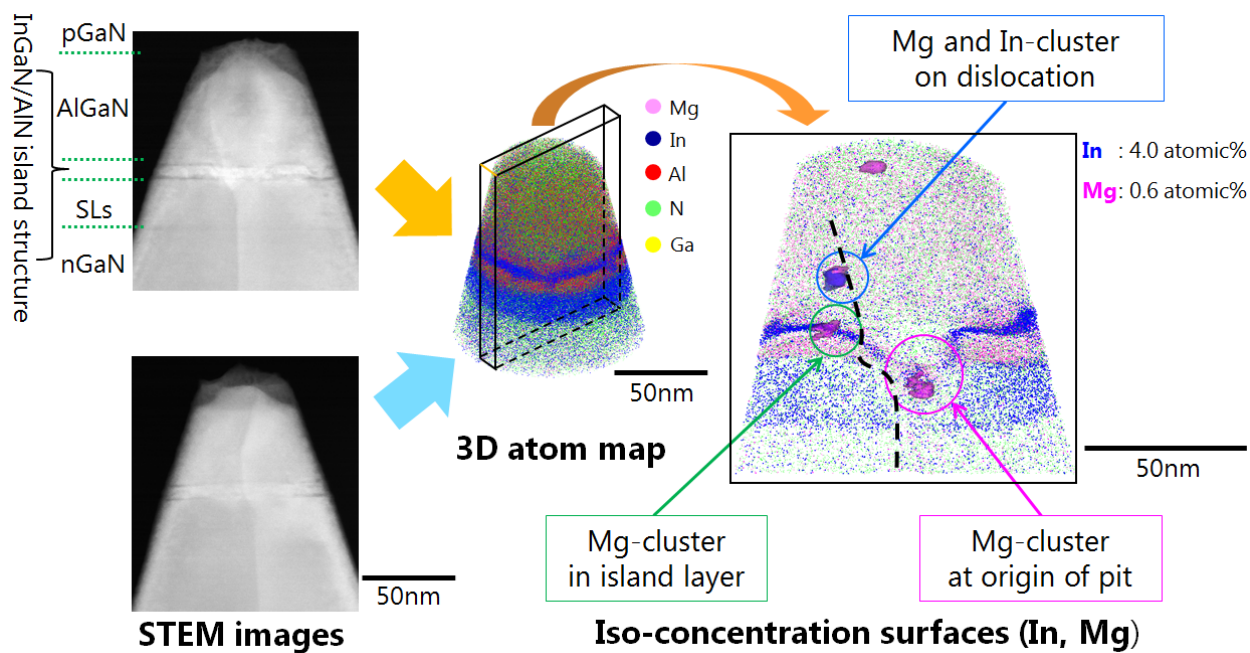 InGaN/AlN island structure
pGaN
AlGaN
SLs
nGaN
50nm
STEM images
Mg
In
Al
N
Ga
50nm
3D atom map
Mg and In-cluster
on dislocation
In : 4.0 atomic%
Mg: 0.6 atomic%
50nm
Mg-cluster
in island layer
Mg-cluster
at origin of pit
Iso-concentration surfaces (In, Mg)